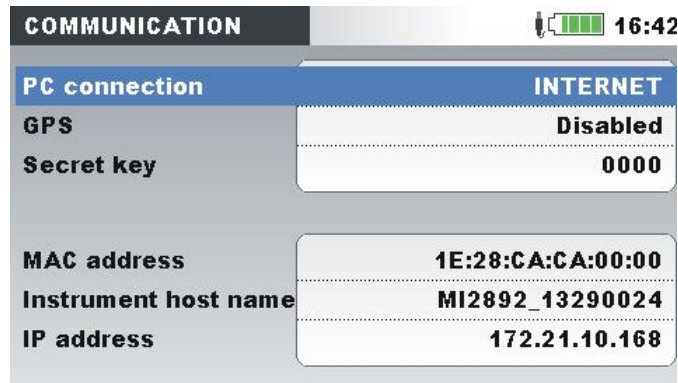 COMMUNICATION 16:42
PC connection INTERNET
GPS Disabled
Secret key 0000
MAC address 1E:28:CA:CA:00:00
Instrument host name MI2892_13290024
IP address 172.21.10.168